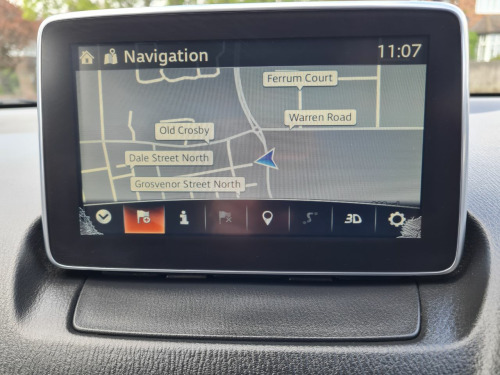 Navigation 11:07
Ferrum Court
Warren Road
Old Crosby
Dale Street North
Grosvenor Street North
i 3D